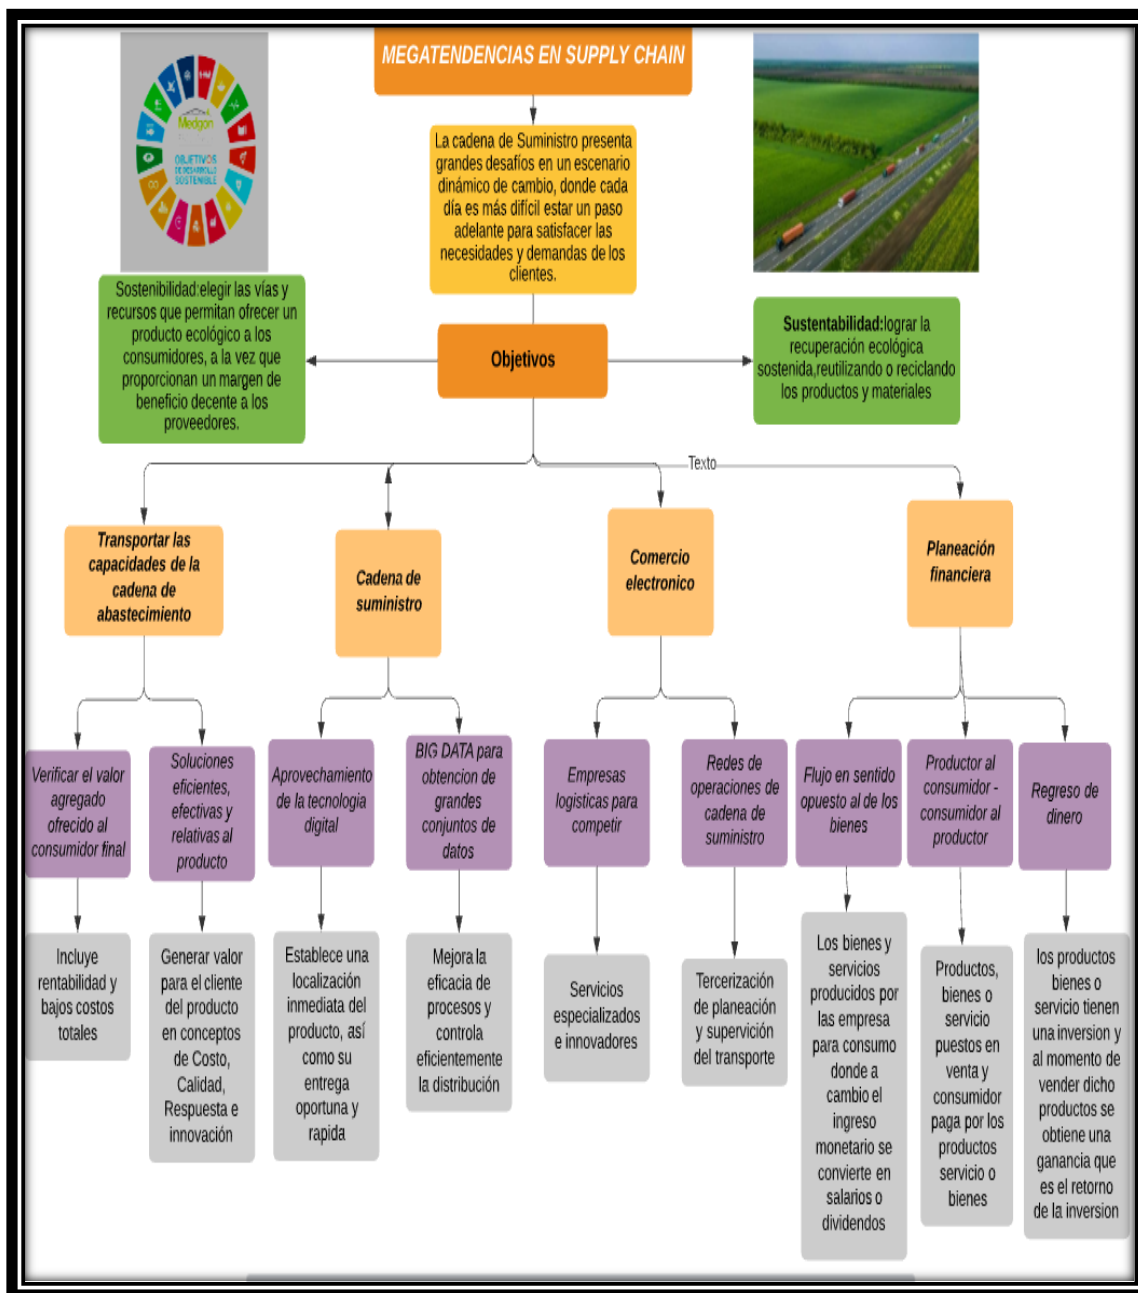 MEGATENDENCIAS EN SUPPLY CHAIN
Medgon
OBJETIVOS
DE DESARROLLO
SOSTENIBLE
La cadena de Suministro presenta
grandes desafíos en un escenario
dinámico de cambio, donde cada
día es más difícil estar un paso
adelante para satisfacer las
necesidades y demandas de los
clientes.
Sostenibilidad:elegir las vías y
recursos que permitan ofrecer un
producto ecológico a los
consumidores, a la vez que
proporcionan un margen de
beneficio decente a los
proveedores.
Objetivos
Sustentabilidad:lograr la
recuperación ecológica
sostenida,reutilizando o reciclando
los productos y materiales
Texto
Transportar las
capacidades de la
cadena de
abastecimiento
Cadena de
suministro
Comercio
electronico
Planeación
financiera
Verificar el valor
agregado
ofrecido al
consumidor final
Soluciones
eficientes,
efectivas y
relativas al
producto
Aprovechamiento
de la tecnologia
digital
BIG DATA para
obtencion de
grandes
conjuntos de
datos
Empresas
logisticas para
competir
Redes de
operaciones de
cadena de
suministro
Flujo en sentido
opuesto al de los
bienes
Productor al
consumidor -
consumidor al
productor
Regreso de
dinero
Incluye
rentabilidad y
bajos costos
totales
Generar valor
para el cliente
del producto
en conceptos
de Costo,
Calidad,
Respuesta e
innovación
Establece una
localización
inmediata del
producto, así
como su
entrega
oportuna y
rapida
Mejora la
eficacia de
procesos y
controla
eficientemente
la distribución
Servicios
especializados
e innovadores
Tercerización
de planeación
y supervición
del transporte
Los bienes y
servicios
producidos por
las empresa
para consumo
donde a
cambio el
ingreso
monetario se
convierte en
salarios o
dividendos
Productos,
bienes o
servicio
puestos en
venta y
consumidor
paga por los
productos
servicio o
bienes
los productos
bienes o
servicio tienen
una inversion y
al momento de
vender dicho
productos se
obtiene una
ganancia que
es el retorno
de la inversion